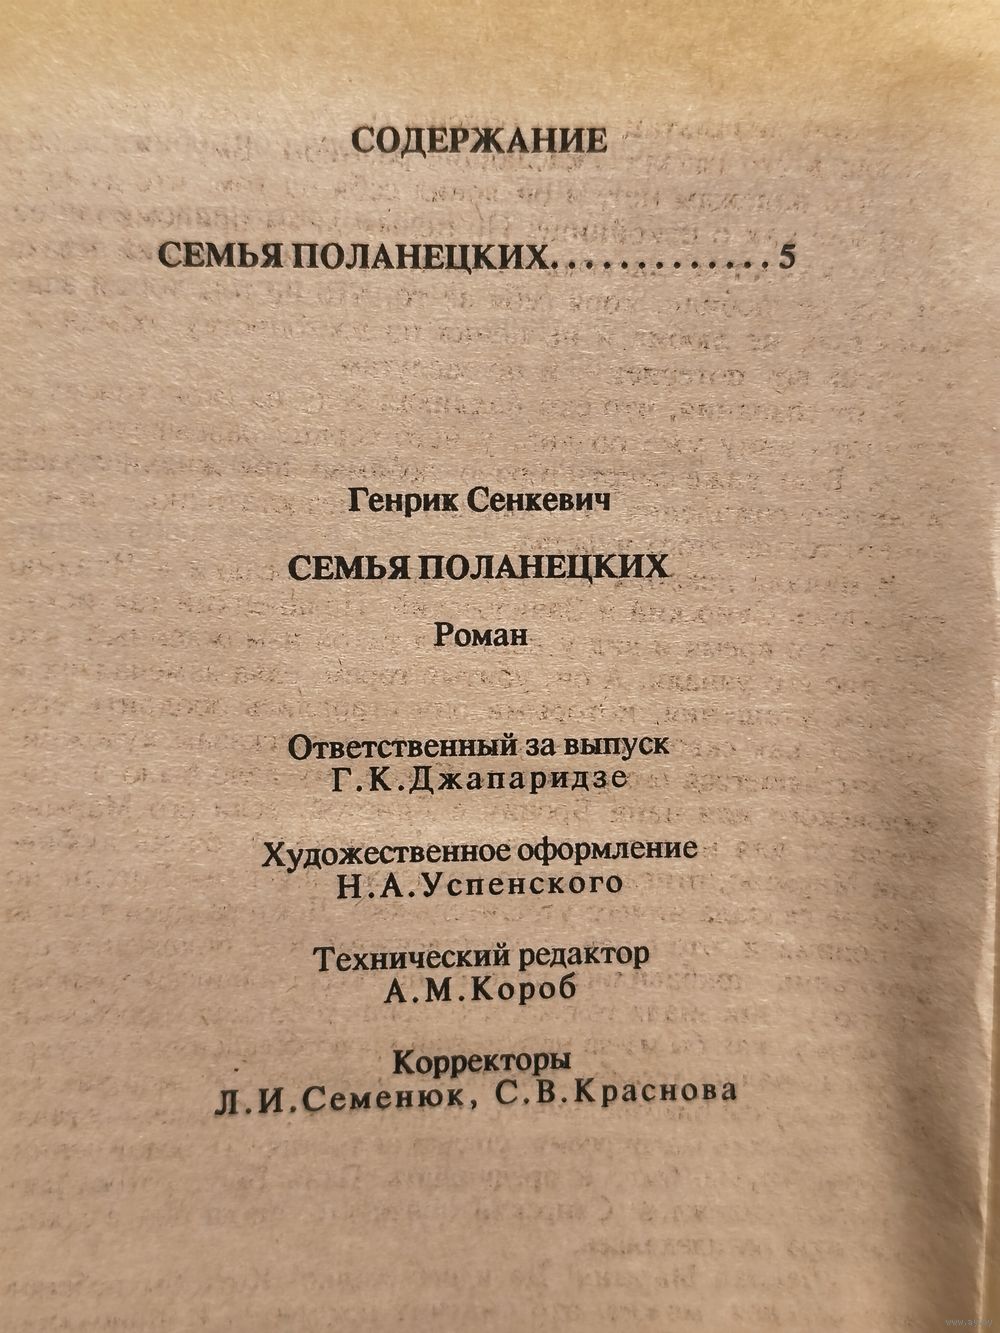 СОДЕРЖАНИЕ
СЕМЬЯ ПОЛАНЕЦКИХ.............5
Генрик Сенкевич
СЕМЬЯ ПОЛАНЕЦКИХ
Роман
Ответственный за выпуск
Г.К.Джапаридзе
Художественное оформление
Н.А.Успенского
Технический редактор
А.М.Короб
Корректоры
Л.И.Семенюк, С.В.Краснова